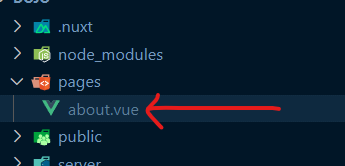 .nuxt
node_modules
pages
about.vue
public